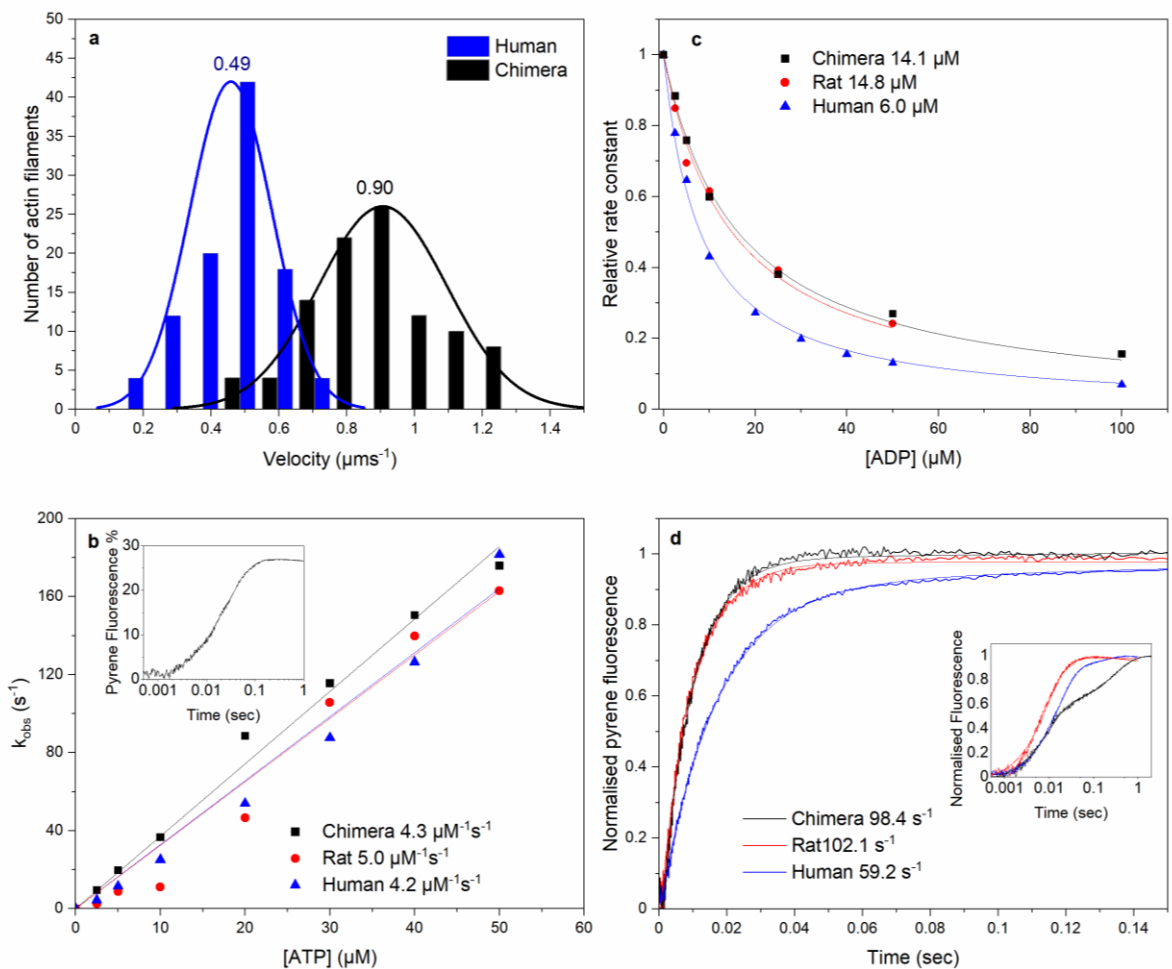 a
Human
Chimera
0.49
0.90
Number of actin filaments
50
45
40
35
30
25
20
15
10
5
0
0 0.2 0.4 0.6 0.8 1 1.2 1.4
Velocity (µms⁻¹)
c
Chimera 14.1 µM
Rat 14.8 µM
Human 6.0 µM
Relative rate constant
1
0.8
0.6
0.4
0.2
0
0 20 40 60 80 100
[ADP] (µM)
b
Pyrene Fluorescence %
30
20
10
0
0.001 0.01 0.1 1
Time (sec)
k_obs (s⁻¹)
200
160
120
80
40
0
Chimera 4.3 µM⁻¹s⁻¹
Rat 5.0 µM⁻¹s⁻¹
Human 4.2 µM⁻¹s⁻¹
0 10 20 30 40 50 60
[ATP] (µM)
d
Normalised pyrene fluorescence
1
0.8
0.6
0.4
0.2
0
Normalised Fluorescence
1
0.8
0.6
0.4
0.2
0
0.001 0.01 0.1 1
Time (sec)
Chimera 98.4 s⁻¹
Rat102.1 s⁻¹
Human 59.2 s⁻¹
0 0.02 0.04 0.06 0.08 0.1 0.12 0.14
Time (sec)